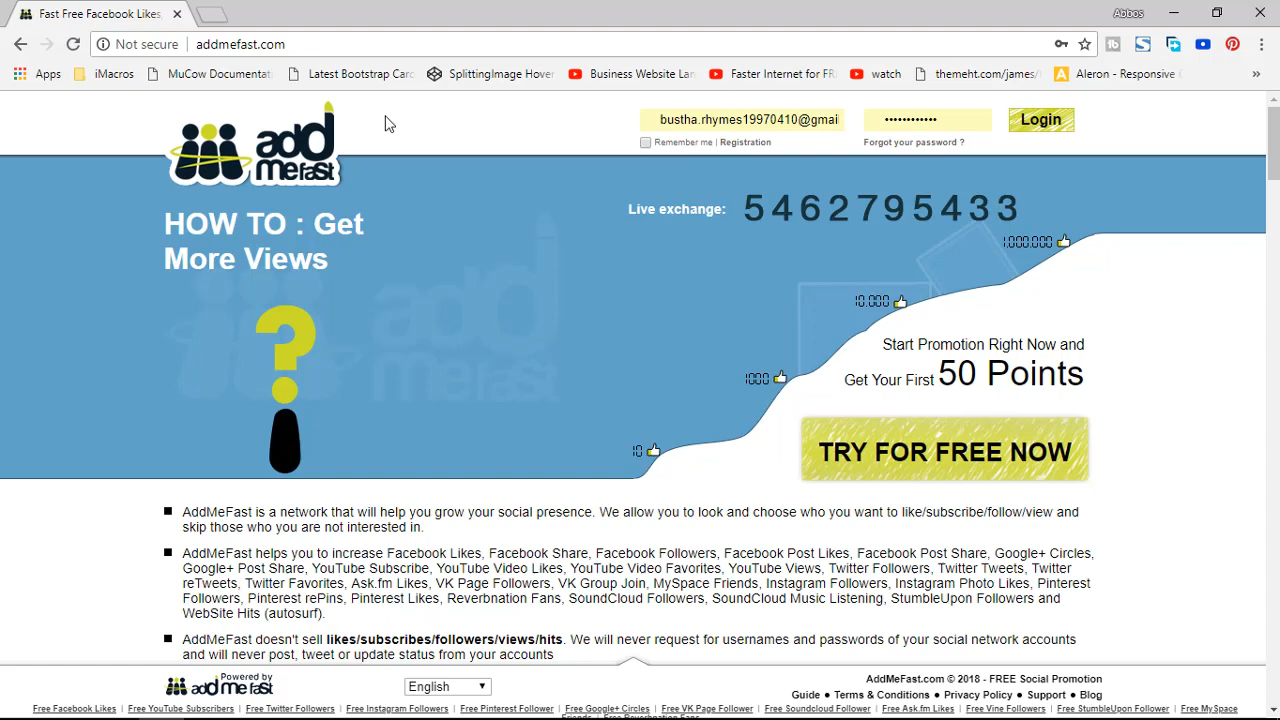 Fast Free Facebook Likes,
Abbos
Not secure
addmefast.com
Apps
iMacros
MuCow Documentat
Latest Bootstrap Card
SplittingImage Hover
Business Website Lan
Faster Internet for FR
watch
themeht.com/james/
A
Aleron - Responsive
»
add
me fast
bustha.rhymes19970410@gmai
••••••••••••
Login
Remember me | Registration
Forgot your password ?
HOW TO : Get
More Views
Live exchange:
5462795433
1.000.000
10.000
1000
10
Start Promotion Right Now and
Get Your First 50 Points
TRY FOR FREE NOW
AddMeFast is a network that will help you grow your social presence. We allow you to look and choose who you want to like/subscribe/follow/view and
skip those who you are not interested in.
AddMeFast helps you to increase Facebook Likes, Facebook Share, Facebook Followers, Facebook Post Likes, Facebook Post Share, Google+ Circles,
Google+ Post Share, YouTube Subscribe, YouTube Video Likes, YouTube Video Favorites, YouTube Views, Twitter Followers, Twitter Tweets, Twitter
reTweets, Twitter Favorites, Ask.fm Likes, VK Page Followers, VK Group Join, MySpace Friends, Instagram Followers, Instagram Photo Likes, Pinterest
Followers, Pinterest rePins, Pinterest Likes, Reverbnation Fans, SoundCloud Followers, SoundCloud Music Listening, StumbleUpon Followers and
WebSite Hits (autosurf).
AddMeFast doesn't sell likes/subscribes/followers/views/hits. We will never request for usernames and passwords of your social network accounts
and will never post, tweet or update status from your accounts
Powered by
add me fast
English
AddMeFast.com © 2018 - FREE Social Promotion
Guide ● Terms & Conditions ● Privacy Policy ● Support ● Blog
Free Facebook Likes
Free YouTube Subscribers
Free Twitter Followers
Free Instagram Followers
Free Pinterest Follower
Free Google+ Circles
Free VK Page Follower
Free Soundcloud Followers
Free Ask.fm Likes
Free Vine Followers
Free StumbleUpon Followers
Free MySpace